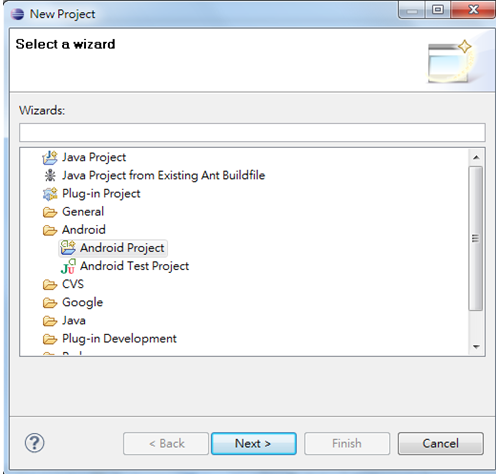 New Project
Select a wizard
Wizards:
Java Project
Java Project from Existing Ant Buildfile
Plug-in Project
General
Android
Android Project
Android Test Project
CVS
Google
Java
Plug-in Development
< Back
Next >
Finish
Cancel